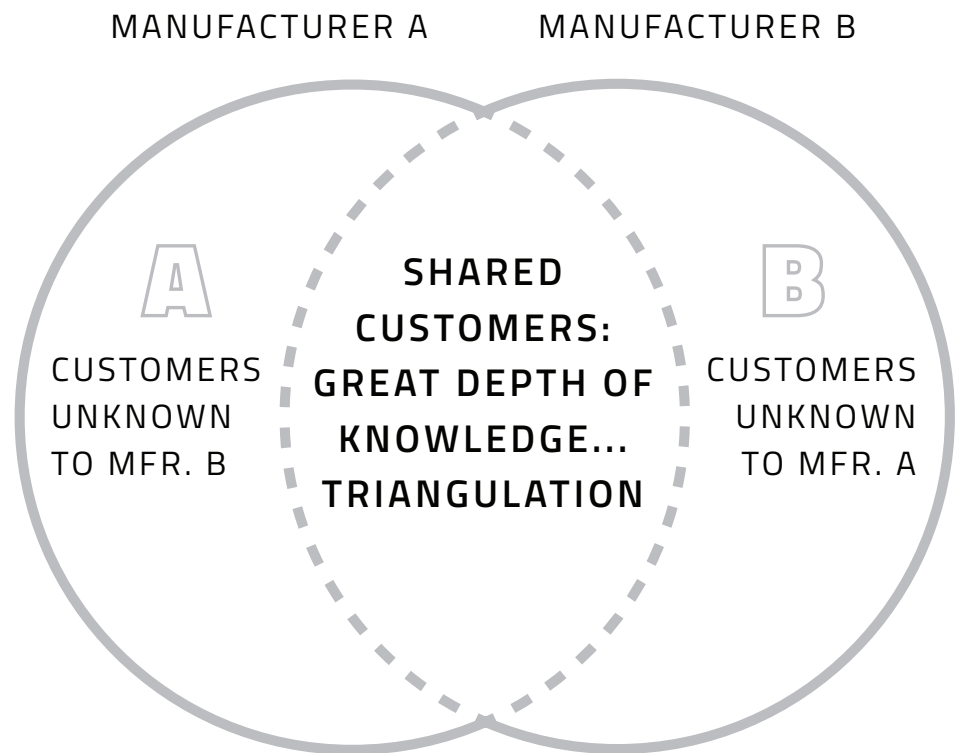 MANUFACTURER A
MANUFACTURER B
A
CUSTOMERS
UNKNOWN
TO MFR. B
SHARED
CUSTOMERS:
GREAT DEPTH OF
KNOWLEDGE...
TRIANGULATION
B
CUSTOMERS
UNKNOWN
TO MFR. A